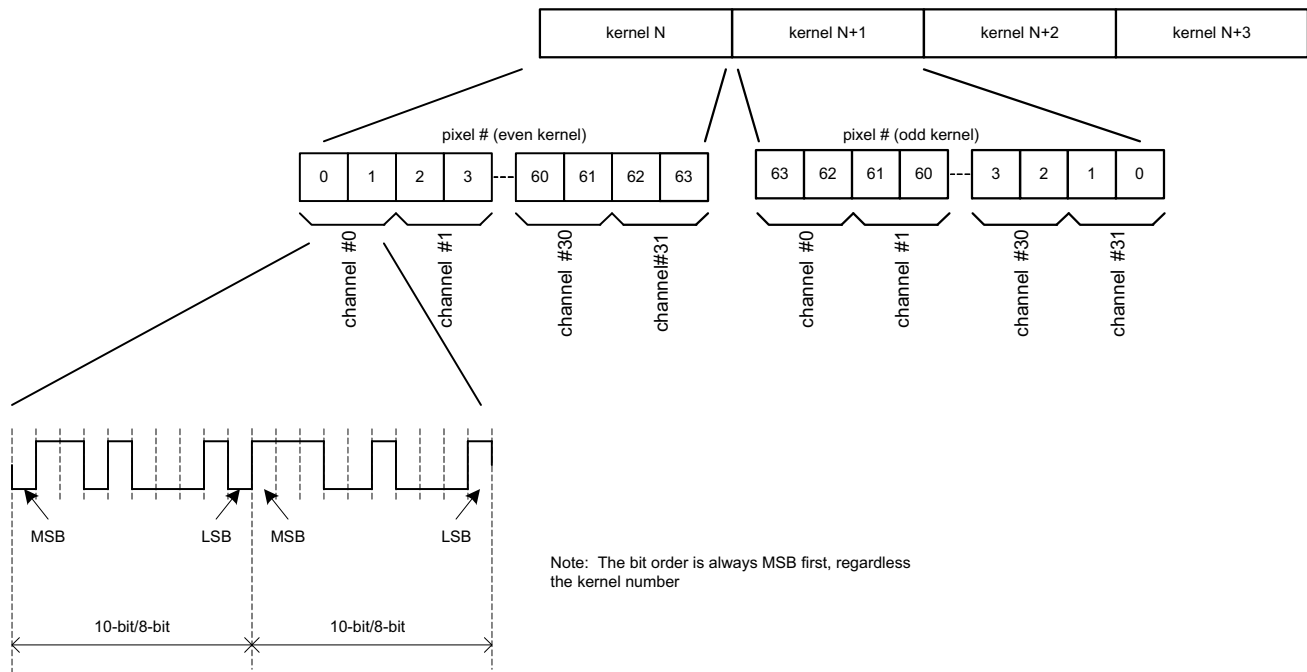 kernel N kernel N+1 kernel N+2 kernel N+3
pixel # (even kernel) pixel # (odd kernel)
0 1 2 3 60 61 62 63 63 62 61 60 3 2 1 0
channel #0 channel #1 channel #30 channel#31 channel #0 channel #1 channel #30 channel #31
MSB LSB MSB LSB
Note: The bit order is always MSB first, regardless
the kernel number
10-bit/8-bit 10-bit/8-bit